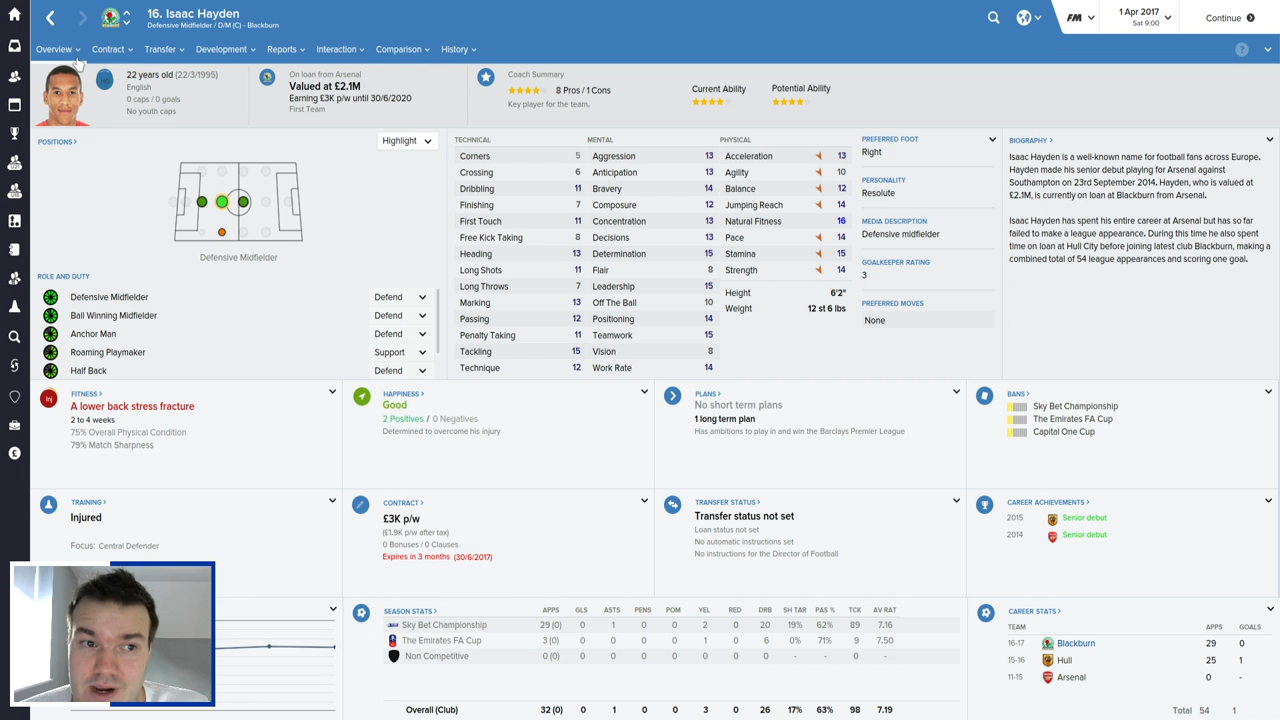 16. Isaac Hayden
Defensive Midfielder / D/M (C) - Blackburn
FM
1 Apr 2017
Sat 9:00
Continue
Overview
Contract
Transfer
Development
Reports
Interaction
Comparison
History
22 years old (22/3/1995)
English
0 caps / 0 goals
No youth caps
On loan from Arsenal
Valued at £2.1M
Earning £3K p/w until 30/6/2020
First Team
Coach Summary
8 Pros / 1 Cons
Key player for the team.
Current Ability
Potential Ability
POSITIONS >
Highlight
Defensive Midfielder
ROLE AND DUTY
Defensive Midfielder Defend
Ball Winning Midfielder Defend
Anchor Man Defend
Roaming Playmaker Support
Half Back Defend
TECHNICAL MENTAL PHYSICAL
Corners 5 Aggression 13 Acceleration 13
Crossing 6 Anticipation 13 Agility 10
Dribbling 11 Bravery 14 Balance 12
Finishing 7 Composure 12 Jumping Reach 14
First Touch 11 Concentration 13 Natural Fitness 16
Free Kick Taking 8 Decisions 13 Pace 14
Heading 13 Determination 15 Stamina 15
Long Shots 11 Flair 8 Strength 14
Long Throws 7 Leadership 15 Height 6'2"
Marking 13 Off The Ball 10 Weight 12 st 6 lbs
Passing 12 Positioning 14
Penalty Taking 11 Teamwork 15
Tackling 15 Vision 8
Technique 12 Work Rate 14
PREFERRED FOOT
Right
PERSONALITY
Resolute
MEDIA DESCRIPTION
Defensive midfielder
GOALKEEPER RATING
3
PREFERRED MOVES
None
BIOGRAPHY >
Isaac Hayden is a well-known name for football fans across Europe.
Hayden made his senior debut playing for Arsenal against
Southampton on 23rd September 2014. Hayden, who is valued at
£2.1M, is currently on loan at Blackburn from Arsenal.
Isaac Hayden has spent his entire career at Arsenal but has so far
failed to make a league appearance. During this time he also spent
time on loan at Hull City before joining latest club Blackburn, making a
combined total of 54 league appearances and scoring one goal.
Inj
FITNESS >
A lower back stress fracture
2 to 4 weeks
75% Overall Physical Condition
79% Match Sharpness
HAPPINESS >
Good
2 Positives / 0 Negatives
Determined to overcome his injury
PLANS >
No short term plans
1 long term plan
Has ambitions to play in and win the Barclays Premier League
BANS >
Sky Bet Championship
The Emirates FA Cup
Capital One Cup
TRAINING >
Injured
Focus: Central Defender
CONTRACT >
£3K p/w
(£1.9K p/w after tax)
0 Bonuses / 0 Clauses
Expires in 3 months (30/6/2017)
TRANSFER STATUS >
Transfer status not set
Loan status not set
No automatic instructions set
No instructions for the Director of Football
CAREER ACHIEVEMENTS >
2015 Senior debut
2014 Senior debut
SEASON STATS > APPS GLS ASTS PENS POM YEL RED DRB SH TAR PAS % TCK AV RAT
Sky Bet Championship 29 (0) 0 1 0 0 2 0 20 19% 62% 89 7.16
The Emirates FA Cup 3 (0) 0 0 0 0 1 0 6 0% 71% 9 7.50
Non Competitive 0 (0) 0 0 0 0 0 0 0 - - 0 -
Overall (Club) 32 (0) 0 1 0 0 3 0 26 17% 63% 98 7.19
CAREER STATS >
TEAM APPS GOALS
16-17 Blackburn 29 0
15-16 Hull 25 1
11-15 Arsenal 0 -
Total 54 1